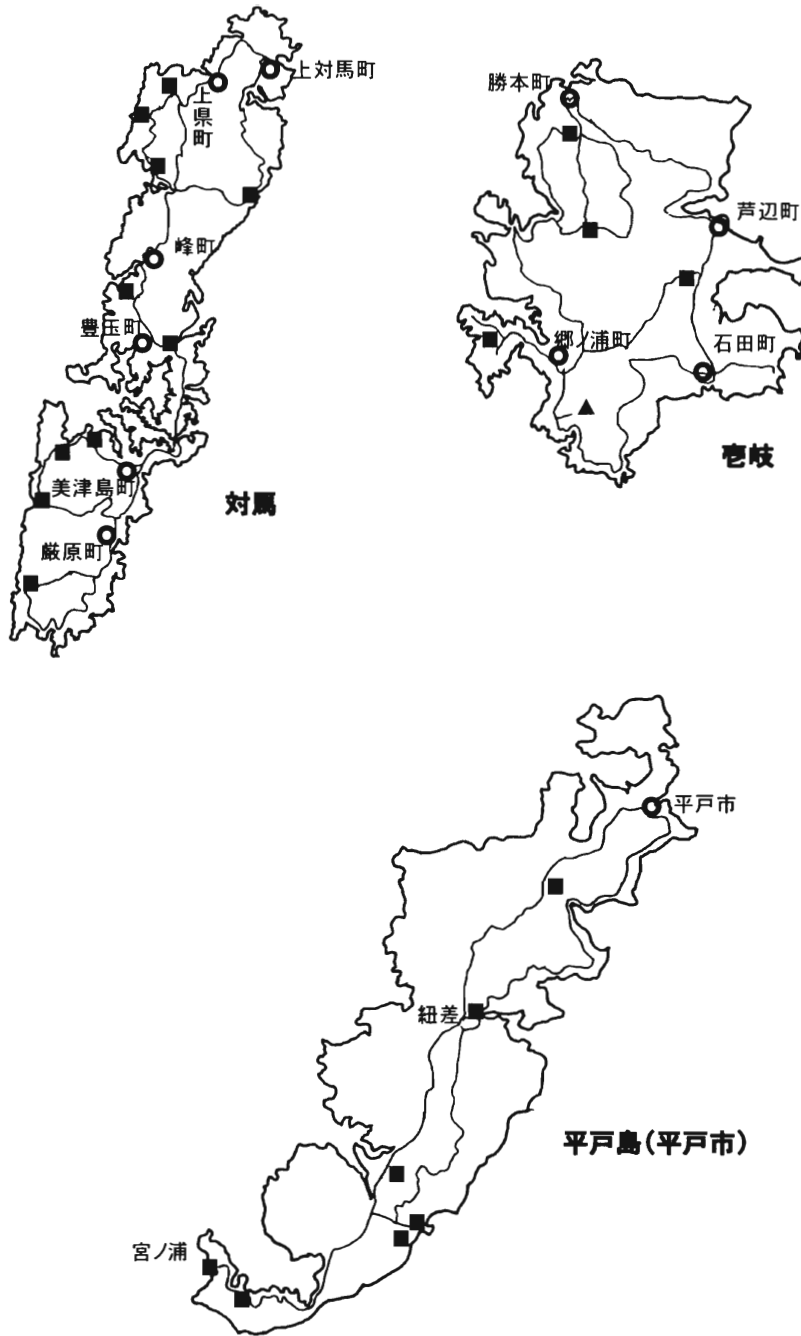 上対馬町
上県町
峰町
豊玉町
美津島町
厳原町
対馬
勝本町
芦辺町
郷ノ浦町
石田町
壱岐
平戸市
紐差
平戸島(平戸市)
宮ノ浦